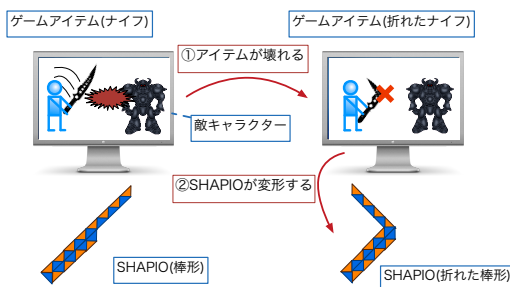 ゲームアイテム(ナイフ)
ゲームアイテム(折れたナイフ)
①アイテムが壊れる
敵キャラクター
②SHAPIOが変形する
SHAPIO(棒形)
SHAPIO(折れた棒形)